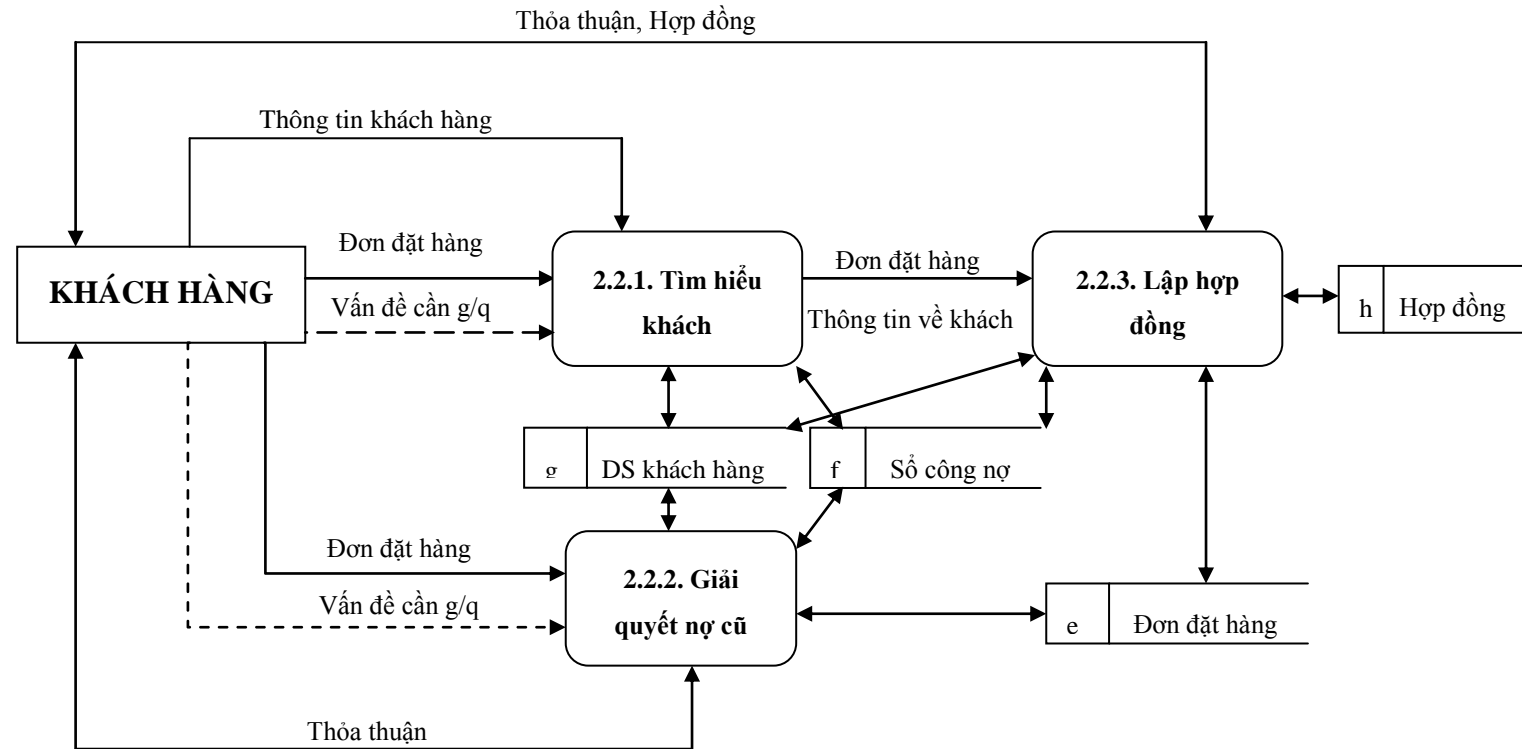 Thỏa thuận, Hợp đồng
Thông tin khách hàng
Đơn đặt hàng
KHÁCH HÀNG
Vấn đề cần g/q
2.2.1. Tìm hiểu
khách
Đơn đặt hàng
Thông tin về khách
2.2.3. Lập hợp
đồng
h Hợp đồng
g DS khách hàng
f Sổ công nợ
Đơn đặt hàng
Vấn đề cần g/q
2.2.2. Giải
quyết nợ cũ
e Đơn đặt hàng
Thỏa thuận